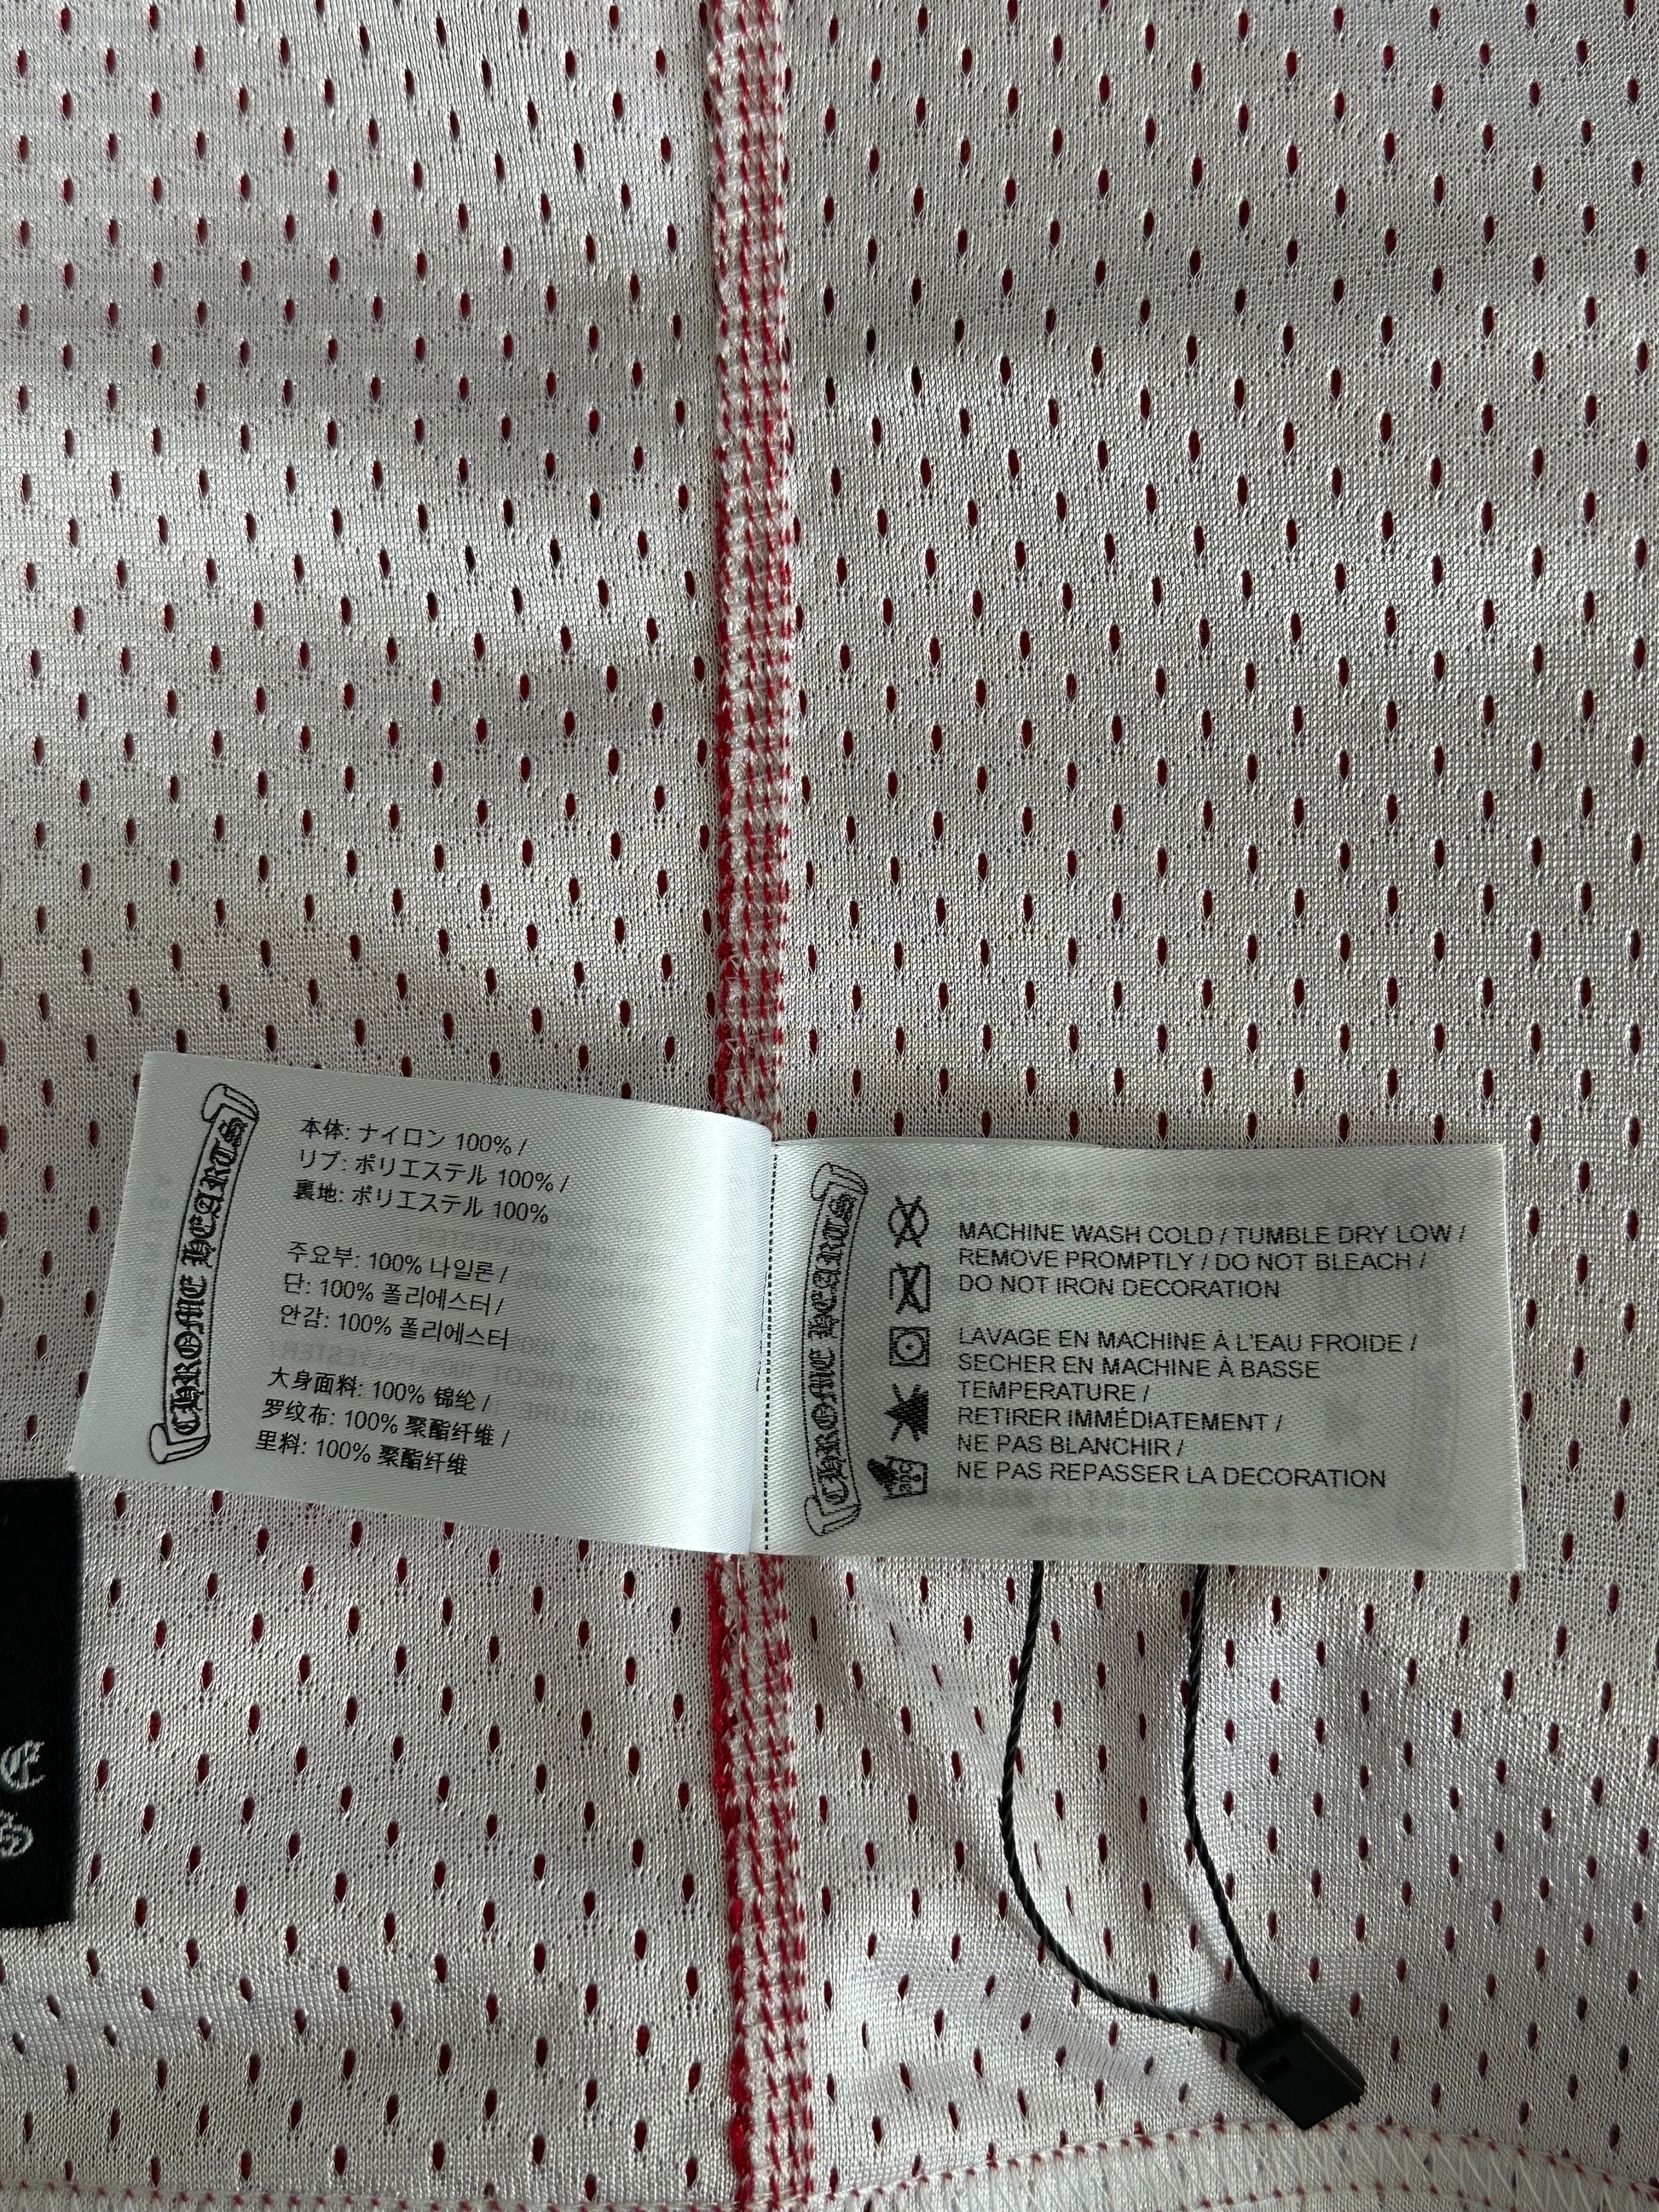 CHROME HEARTS
本体: ナイロン 100% /
リブ: ポリエステル 100% /
裏地: ポリエステル 100%
주요부: 100% 나일론 /
단: 100% 폴리에스터 /
안감: 100% 폴리에스터
大身面料: 100% 锦纶 /
罗纹布: 100% 聚酯纤维 /
里料: 100% 聚酯纤维
CHROME HEARTS
MACHINE WASH COLD / TUMBLE DRY LOW /
REMOVE PROMPTLY / DO NOT BLEACH /
DO NOT IRON DECORATION
LAVAGE EN MACHINE À L'EAU FROIDE /
SECHER EN MACHINE À BASSE
TEMPERATURE /
RETIRER IMMÉDIATEMENT /
NE PAS BLANCHIR /
NE PAS REPASSER LA DECORATION